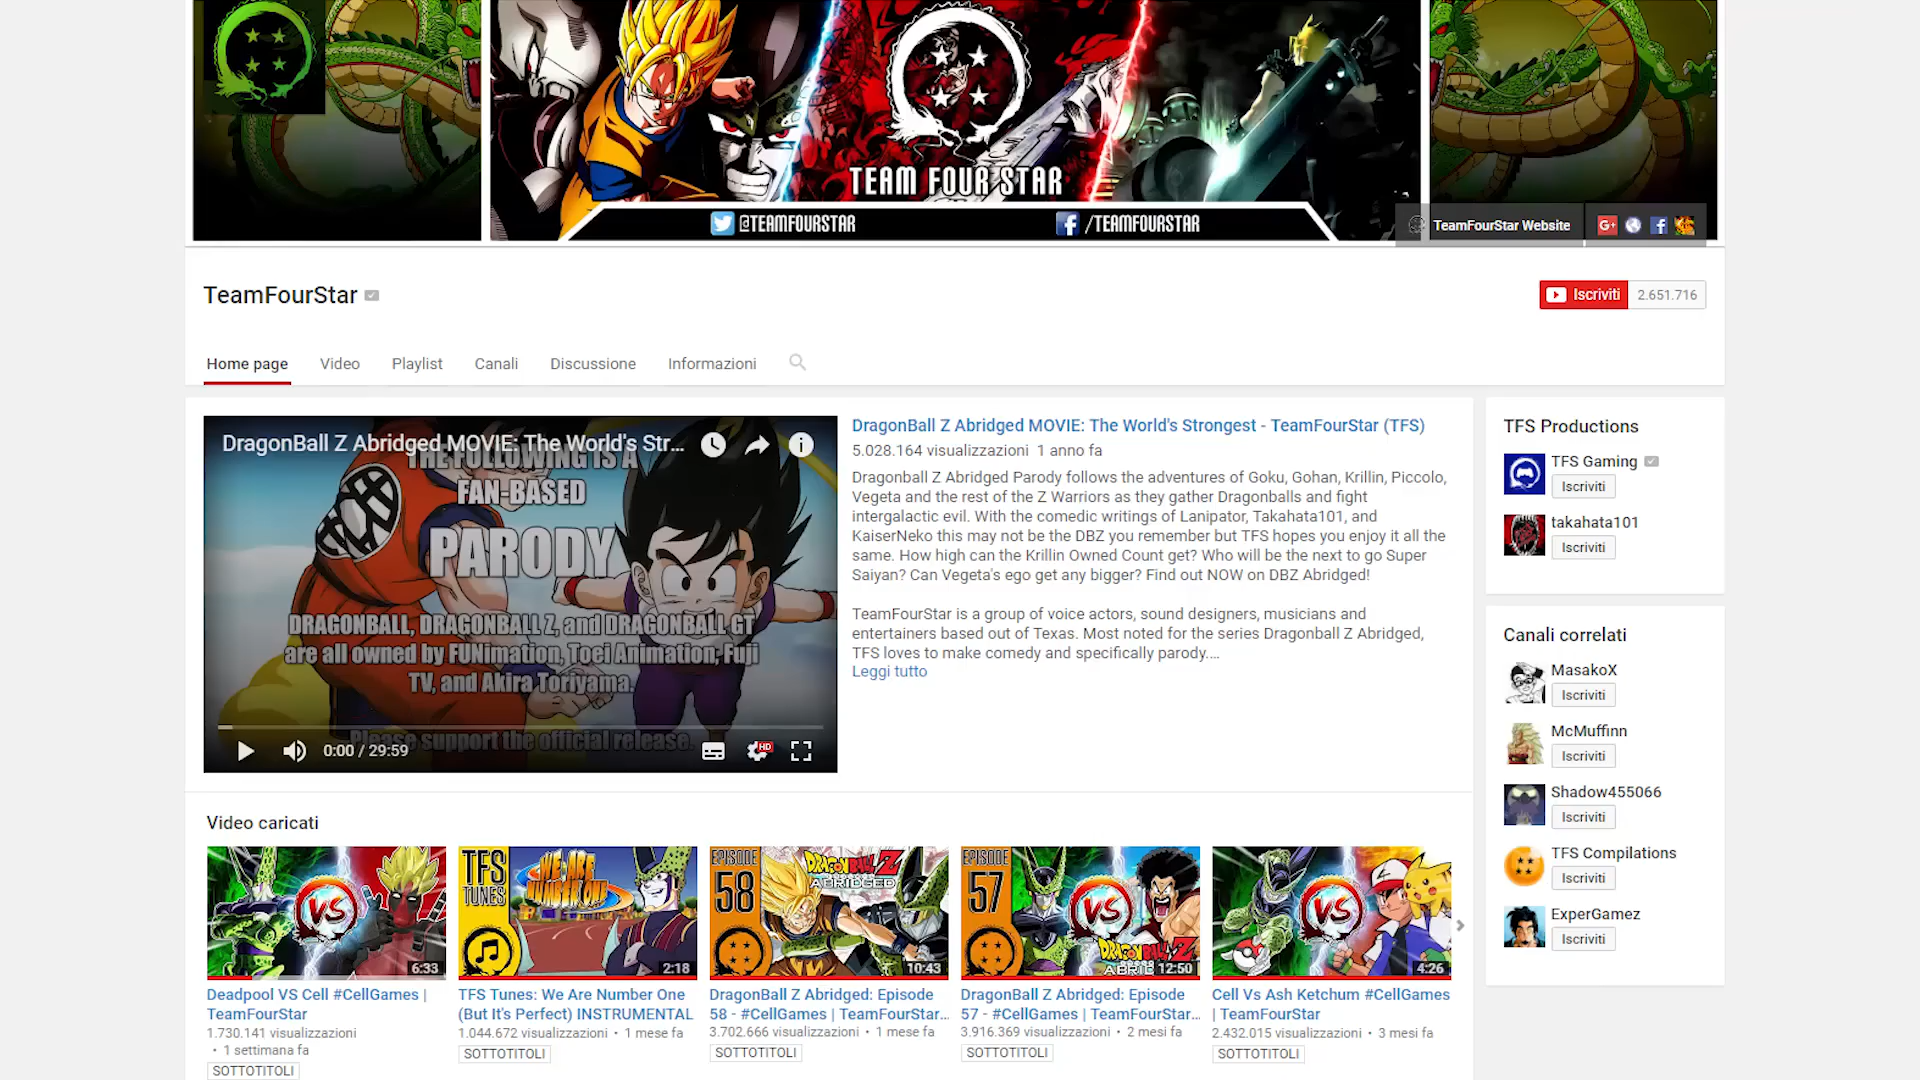 TEAM FOUR STAR
@TEAMFOURSTAR
/TEAMFOURSTAR
TeamFourStar Website
G+
TeamFourStar
Iscriviti 2.651.716
Home page Video Playlist Canali Discussione Informazioni
DragonBall Z Abridged MOVIE: The World's Str...
THE FOLLOWING IS A
FAN-BASED
PARODY
DRAGONBALL, DRAGONBALL Z, and DRAGONBALL GT
are all owned by FUNimation, Toei Animation, Fuji
TV, and Akira Toriyama.
Please support the official release.
0:00 / 29:59
HD
DragonBall Z Abridged MOVIE: The World's Strongest - TeamFourStar (TFS)
5.028.164 visualizzazioni 1 anno fa
Dragonball Z Abridged Parody follows the adventures of Goku, Gohan, Krillin, Piccolo,
Vegeta and the rest of the Z Warriors as they gather Dragonballs and fight
intergalactic evil. With the comedic writings of Lanipator, Takahata101, and
KaiserNeko this may not be the DBZ you remember but TFS hopes you enjoy it all the
same. How high can the Krillin Owned Count get? Who will be the next to go Super
Saiyan? Can Vegeta's ego get any bigger? Find out NOW on DBZ Abridged!
TeamFourStar is a group of voice actors, sound designers, musicians and
entertainers based out of Texas. Most noted for the series Dragonball Z Abridged,
TFS loves to make comedy and specifically parody....
Leggi tutto
TFS Productions
TFS Gaming
Iscriviti
takahata101
Iscriviti
Canali correlati
MasakoX
Iscriviti
McMuffinn
Iscriviti
Shadow455066
Iscriviti
TFS Compilations
Iscriviti
ExperGamez
Iscriviti
Video caricati
VS
6:33
Deadpool VS Cell #CellGames |
TeamFourStar
1.730.141 visualizzazioni
• 1 settimana fa
SOTTOTITOLI
TFS
TUNES
WE ARE
NUMBER ONE
2:18
TFS Tunes: We Are Number One
(But It's Perfect) INSTRUMENTAL
1.044.672 visualizzazioni • 1 mese fa
SOTTOTITOLI
EPISODE
58
DRAGONBALL Z
ABRIDGED
10:43
DragonBall Z Abridged: Episode
58 - #CellGames | TeamFourStar...
3.702.666 visualizzazioni • 1 mese fa
SOTTOTITOLI
EPISODE
57
VS
DRAGONBALL Z
ABRI
12:50
DragonBall Z Abridged: Episode
57 - #CellGames | TeamFourStar...
3.916.369 visualizzazioni • 2 mesi fa
SOTTOTITOLI
VS
4:26
Cell Vs Ash Ketchum #CellGames
| TeamFourStar
2.432.015 visualizzazioni • 3 mesi fa
SOTTOTITOLI